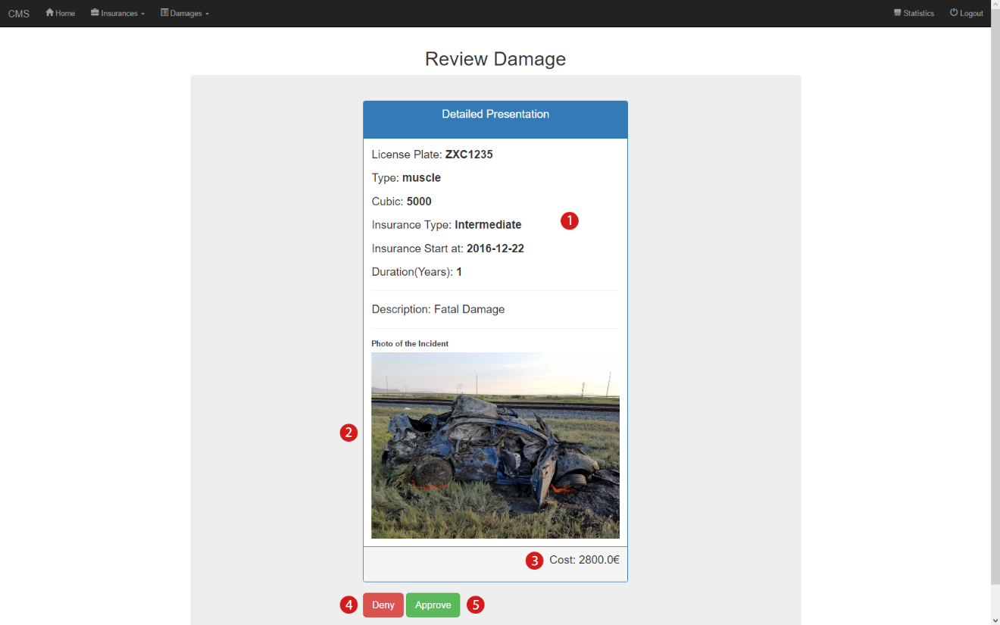 CMS Home Insurances Damages Statistics Logout
Review Damage
Detailed Presentation
License Plate: ZXC1235
Type: muscle
Cubic: 5000
Insurance Type: Intermediate
1
Insurance Start at: 2016-12-22
Duration(Years): 1
Description: Fatal Damage
Photo of the Incident
2
3 Cost: 2800.0€
4 Deny Approve 5